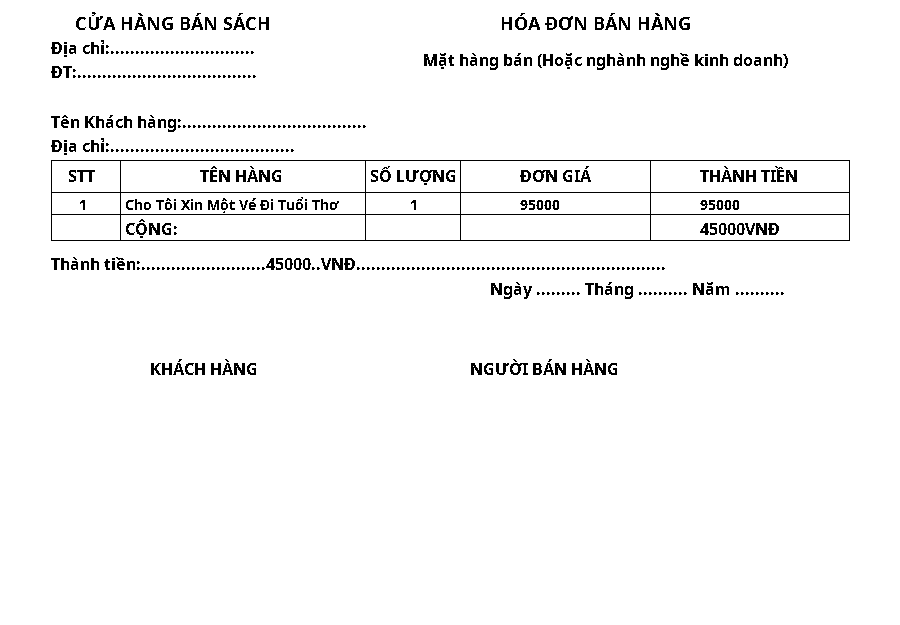 CỬA HÀNG BÁN SÁCH HÓA ĐƠN BÁN HÀNG
Địa chỉ:.............................
Mặt hàng bán (Hoặc nghành nghề kinh doanh)
ĐT:....................................
Tên Khách hàng:.....................................
Địa chỉ:.....................................
STT TÊN HÀNG SỐ LƯỢNG ĐƠN GIÁ THÀNH TIỀN
1 Cho Tôi Xin Một Vé Đi Tuổi Thơ 1 95000 95000
CỘNG: 45000VNĐ
Thành tiền:.........................45000..VNĐ..............................................................
Ngày ......... Tháng .......... Năm ..........
KHÁCH HÀNG NGƯỜI BÁN HÀNG